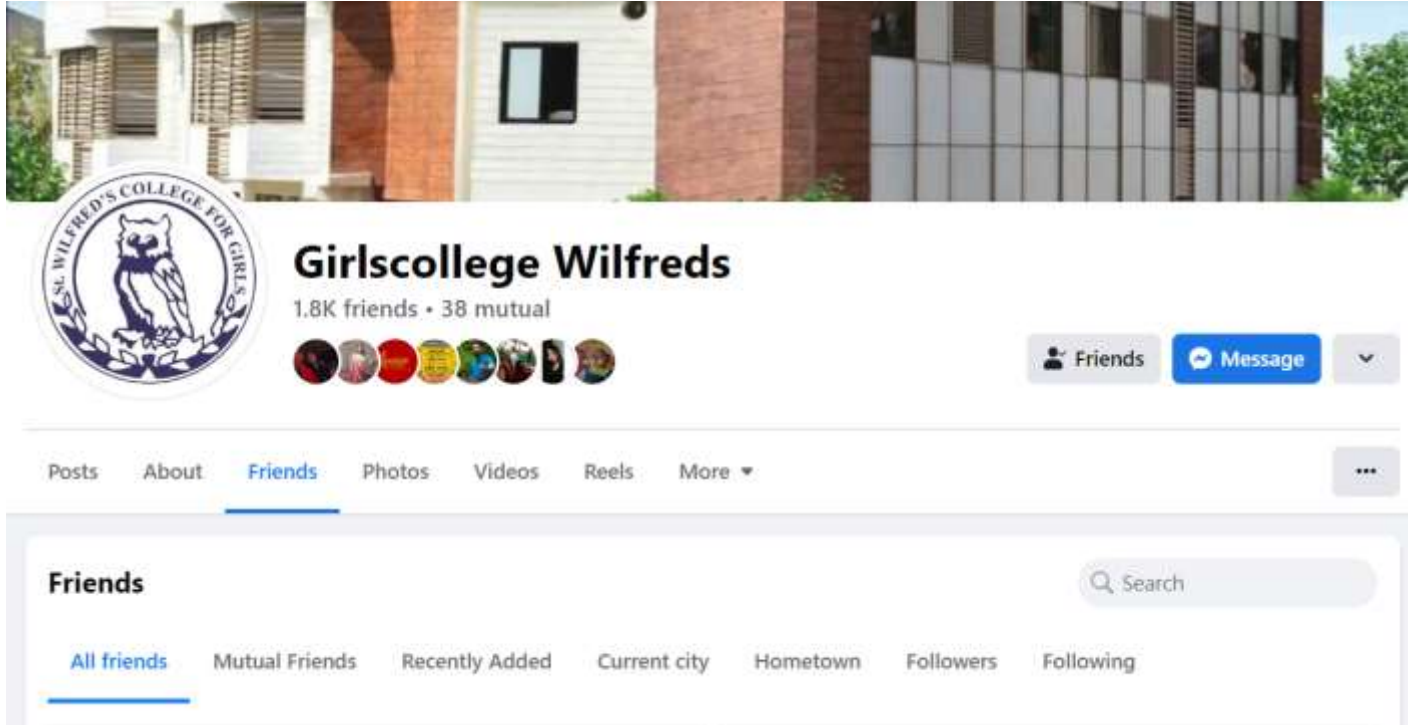 ST. WILFRED'S COLLEGE FOR GIRLS
Girlscollege Wilfreds
1.8K friends • 38 mutual
Friends
Message
Posts About Friends Photos Videos Reels More
Friends
Search
All friends Mutual Friends Recently Added Current city Hometown Followers Following